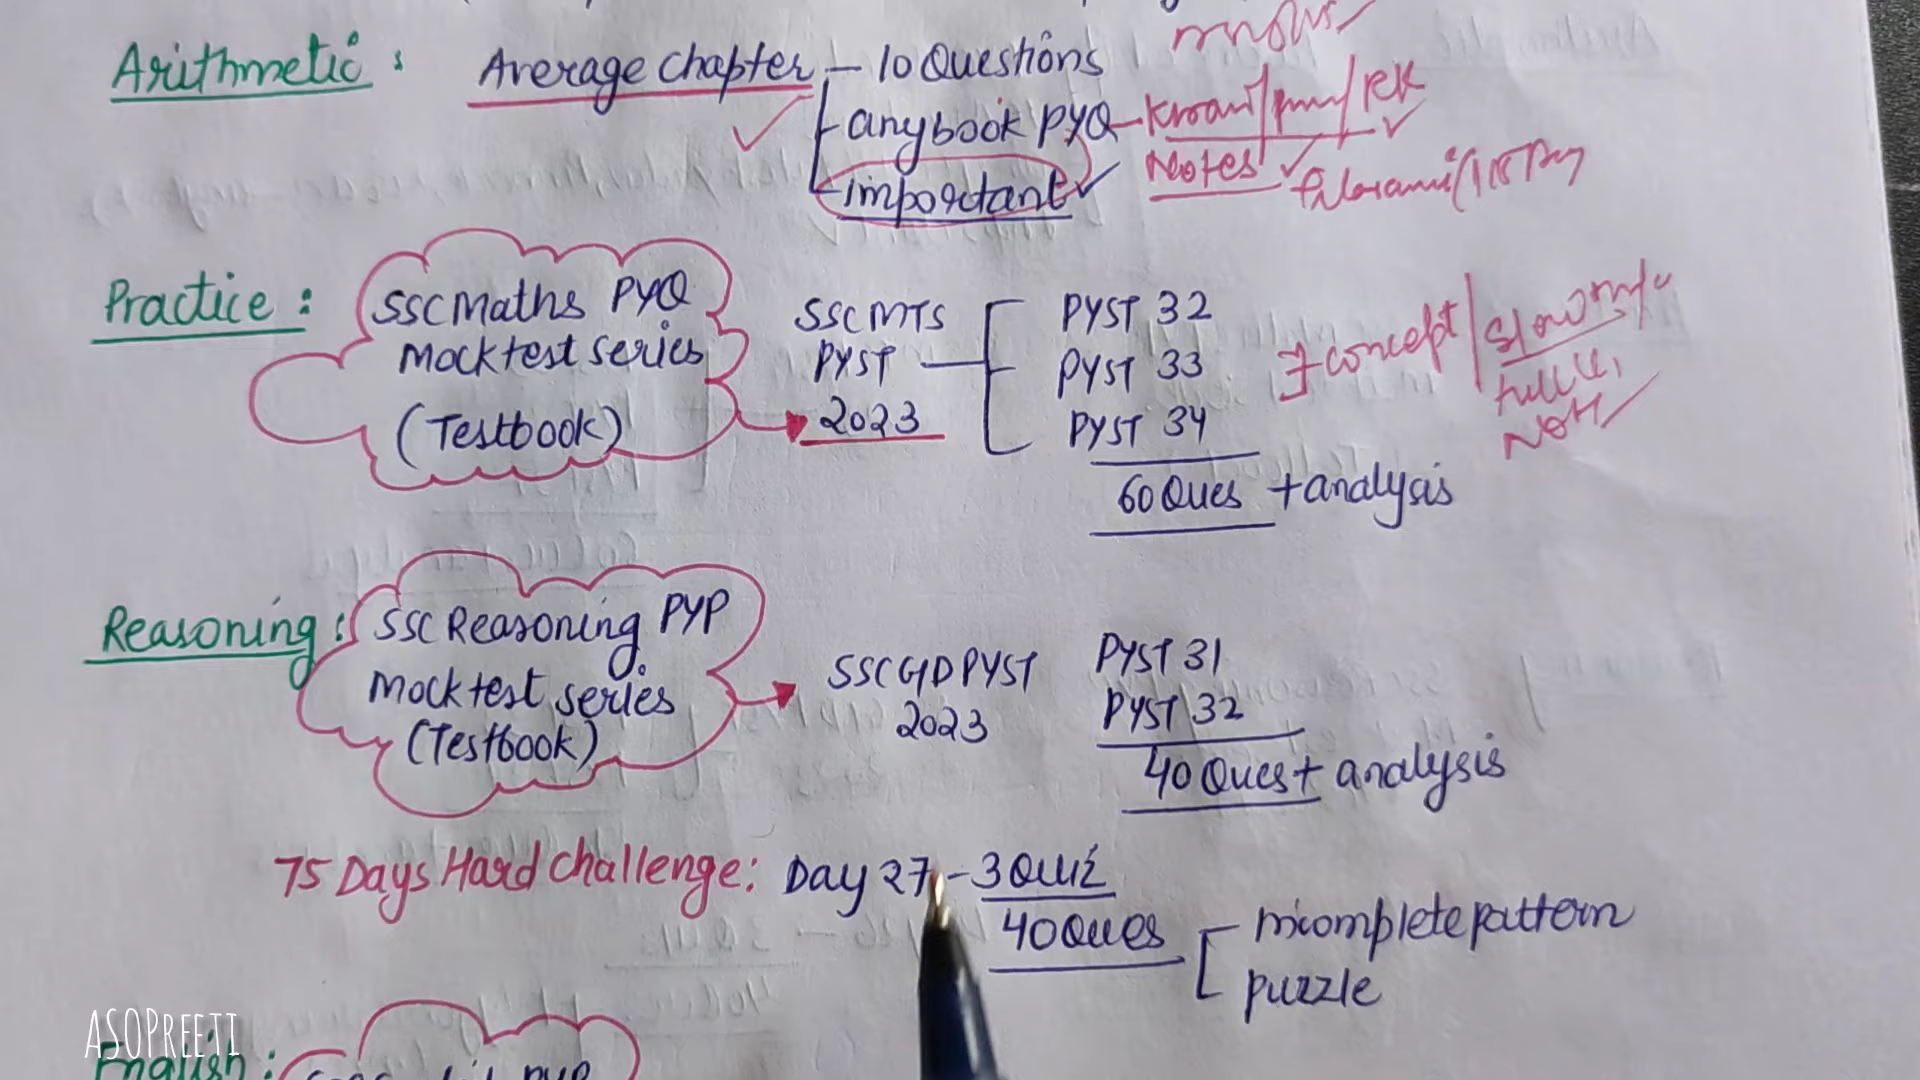 Arithmetic : Average chapter - 10 Questions
any book PYQ
Notes
important
Practice : SSC Maths PYQ
Mock test series
(Testbook)
SSC MTS
PYST
2023
PYST 32
PYST 33
PYST 34
concept
60 Ques + analysis
Reasoning : SSC Reasoning PYP
Mock test series
(Testbook)
SSC GD PYST
2023
PYST 31
PYST 32
40 Ques + analysis
75 Days Hard Challenge : Day 27 - 3 Quiz
40 Ques
incomplete pattern
puzzle
ASOPREETI
English :